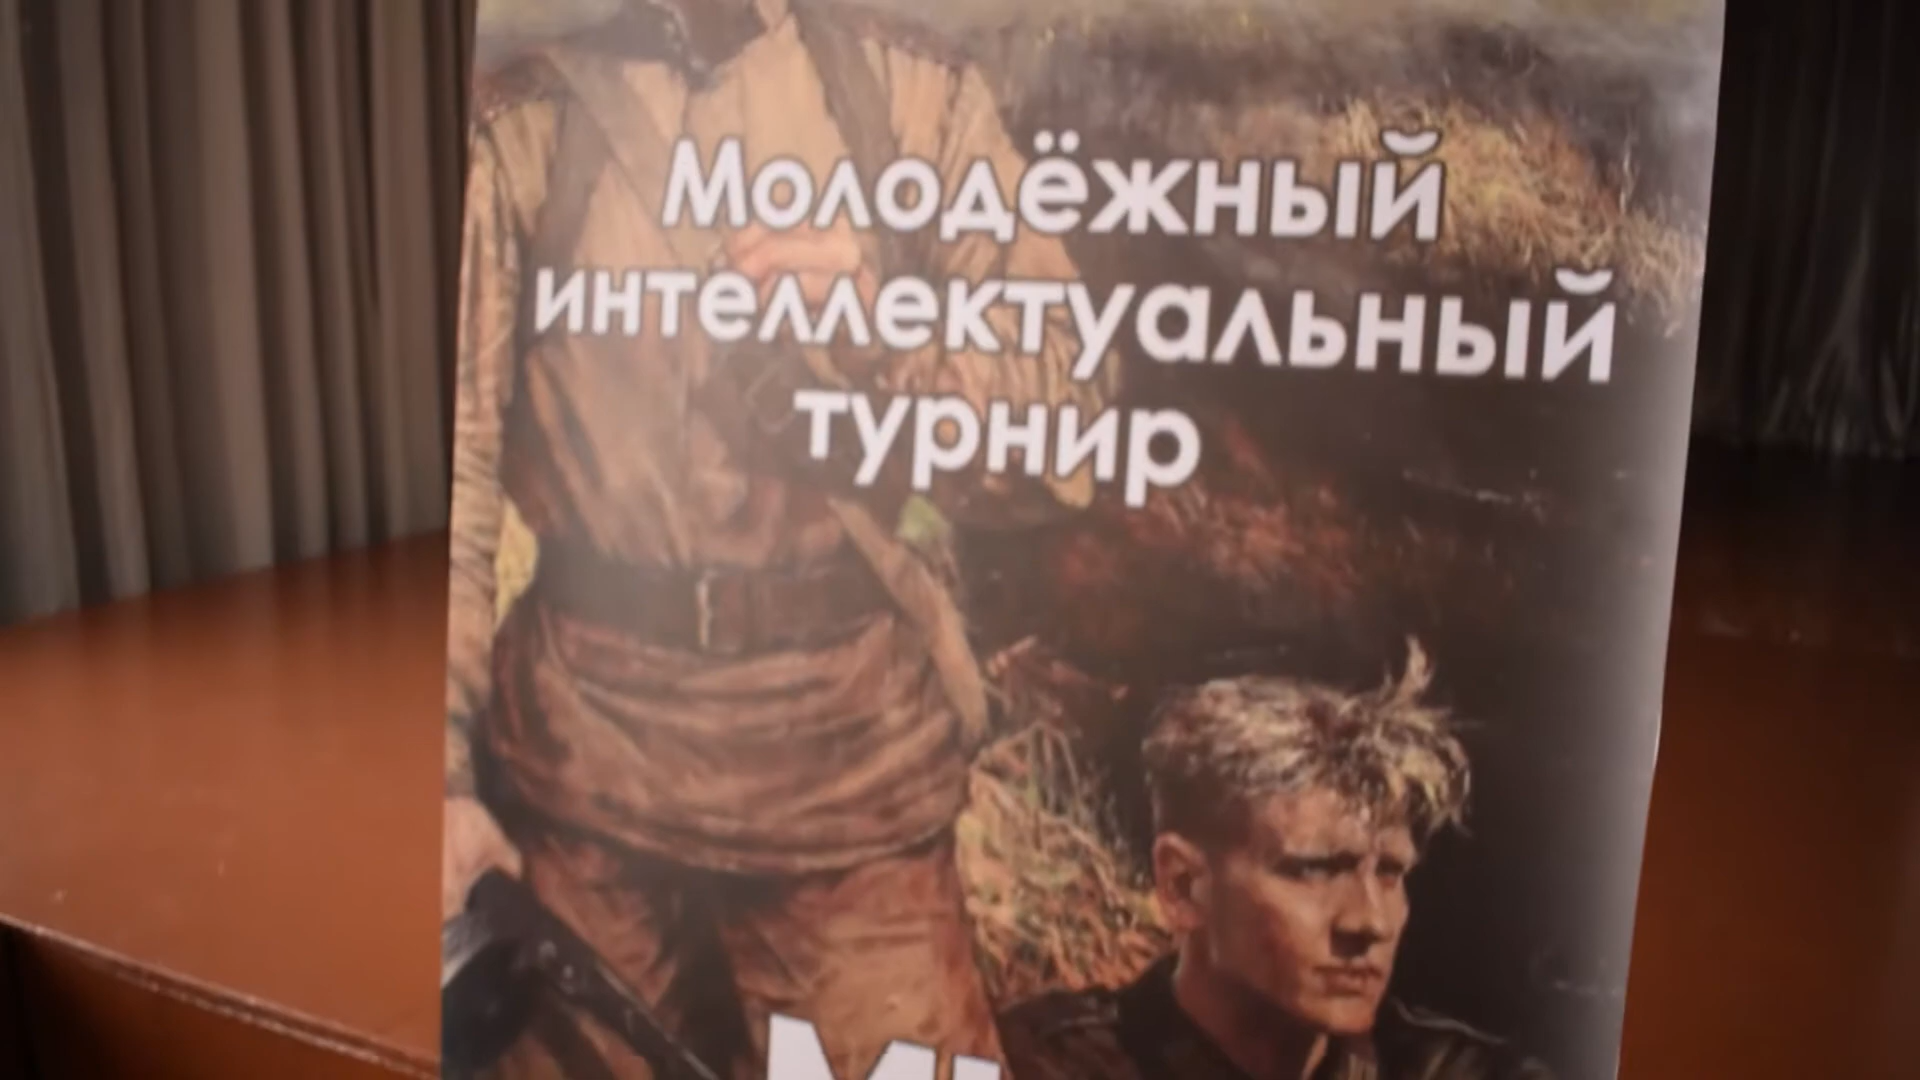 Молодёжный
интеллектуальный
турнир